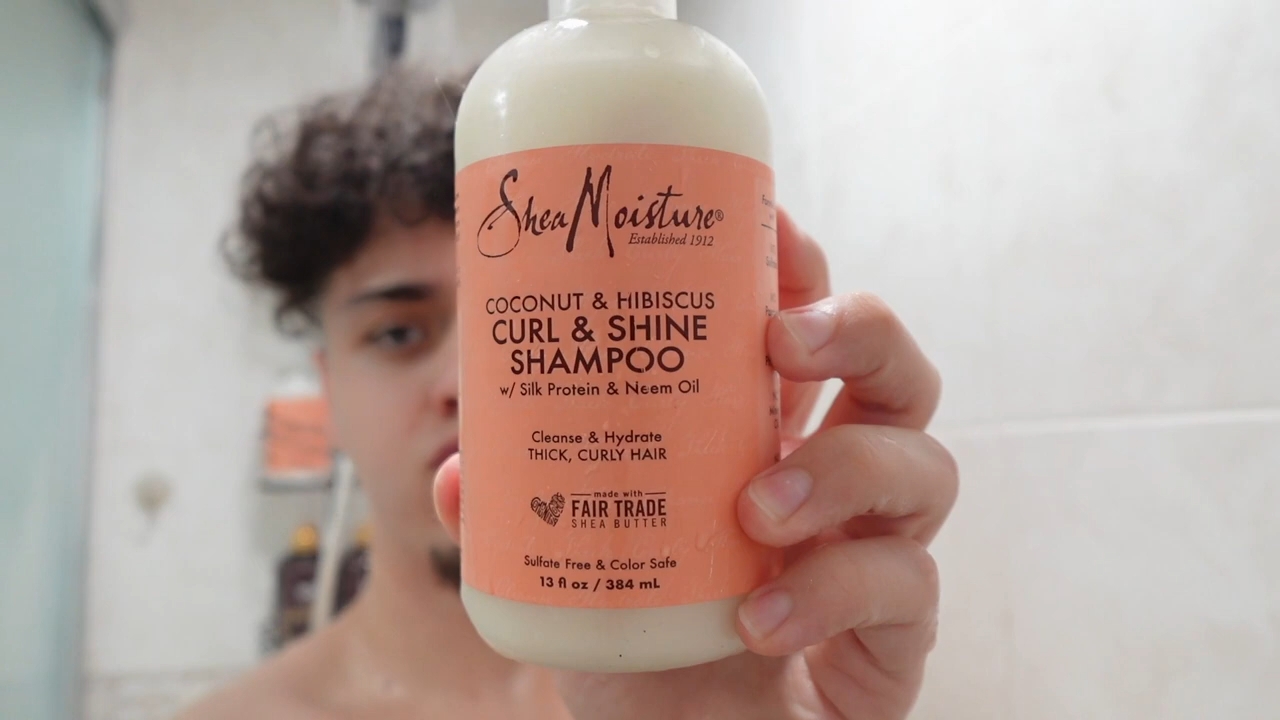 SheaMoisture®
Established 1912
COCONUT & HIBISCUS
CURL & SHINE
SHAMPOO
w/ Silk Protein & Neem Oil
Cleanse & Hydrate
THICK, CURLY HAIR
made with
FAIR TRADE
SHEA BUTTER
Sulfate Free & Color Safe
13 fl oz / 384 mL